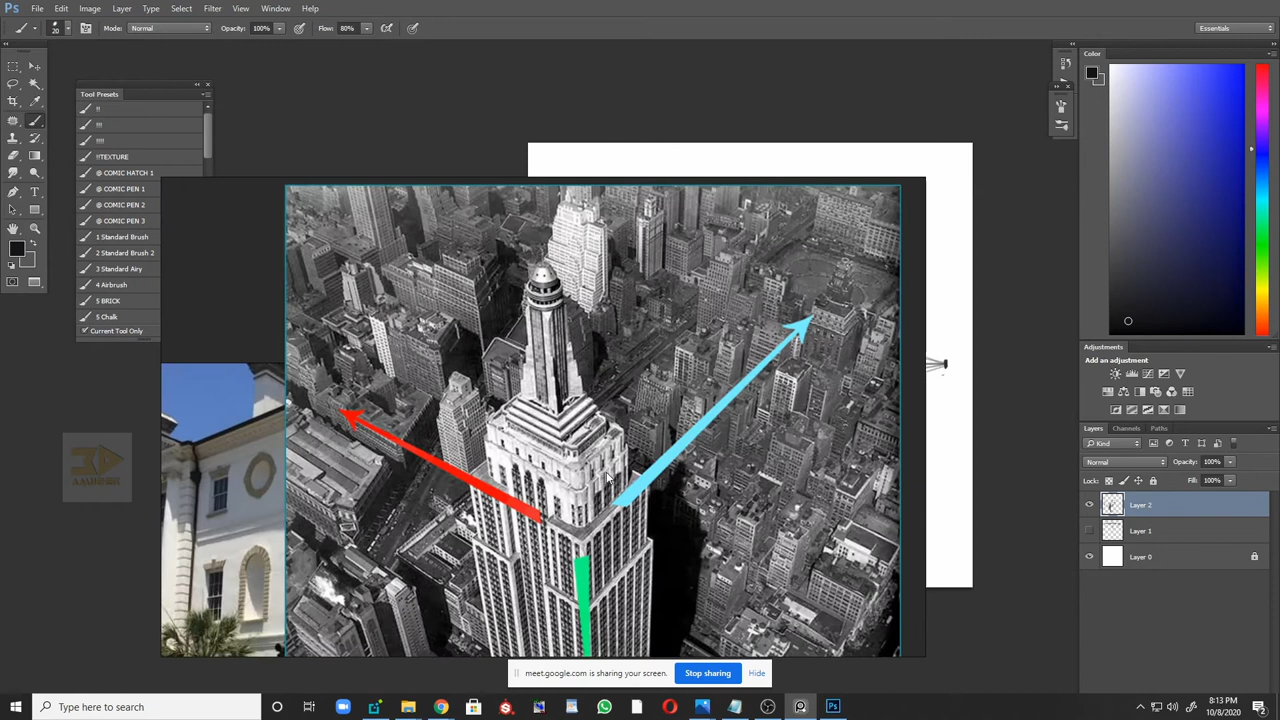 Ps File Edit Image Layer Type Select Filter View Window Help
20 Mode: Normal Opacity: 100% Flow: 80% Essentials
Tool Presets
!!
!!!
!!!!
!!TEXTURE
@ COMIC HATCH 1
@ COMIC PEN 1
@ COMIC PEN 2
@ COMIC PEN 3
1 Standard Brush
2 Standard Brush 2
3 Standard Airy
4 Airbrush
5 BRICK
5 Chalk
Current Tool Only
Color
Adjustments
Add an adjustment
Layers Channels Paths
Kind
Normal Opacity: 100%
Lock: Fill: 100%
Layer 2
Layer 1
Layer 0
meet.google.com is sharing your screen. Stop sharing Hide
Type here to search
Ps
8:13 PM
10/8/2020
2